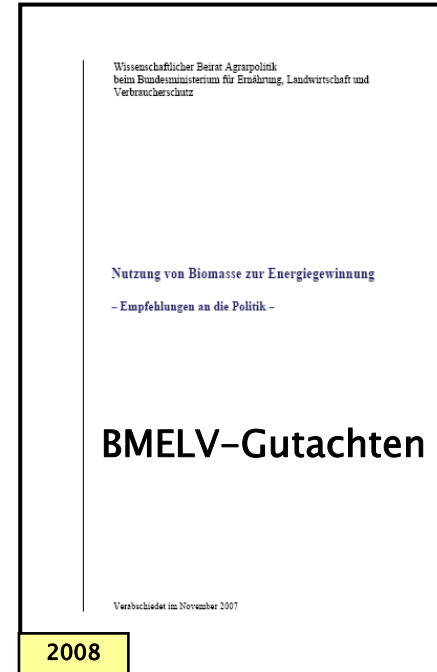 Wissenschaftlicher Beirat Agrarpolitik
beim Bundesministerium für Ernährung, Landwirtschaft und
Verbraucherschutz
Nutzung von Biomasse zur Energiegewinnung
– Empfehlungen an die Politik –
BMELV–Gutachten
Verabschiedet im November 2007
2008